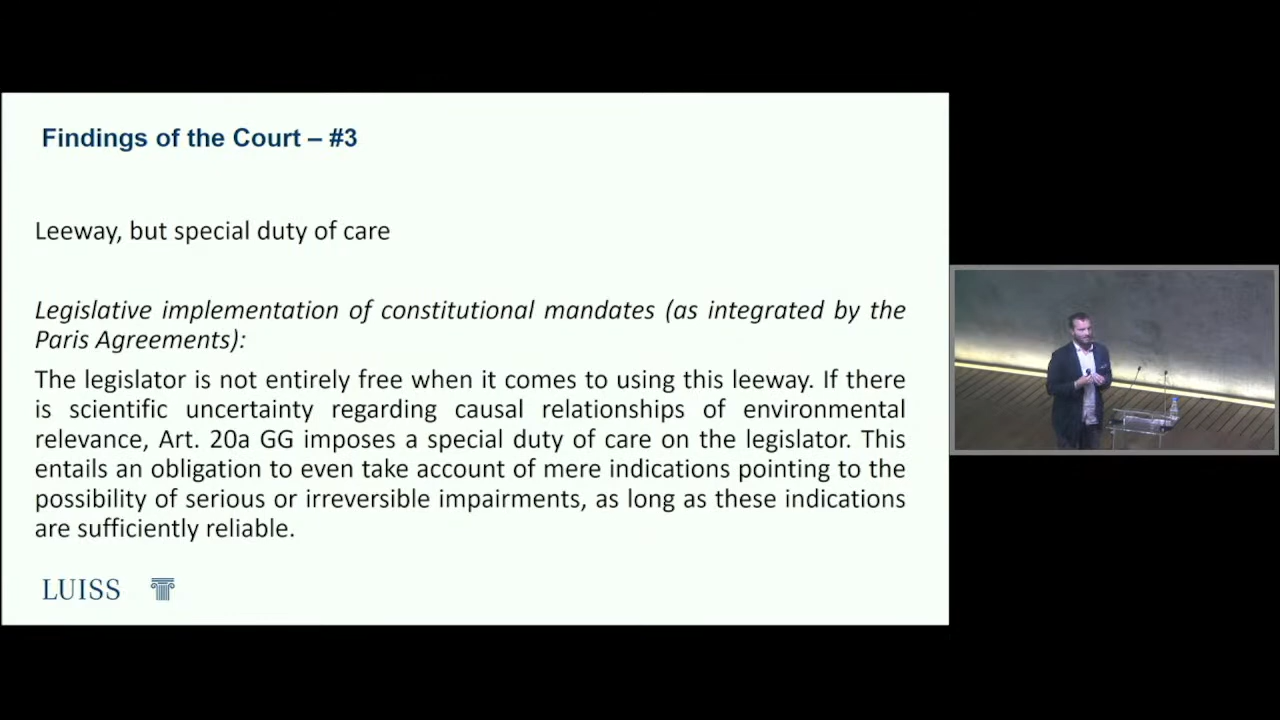 Findings of the Court – #3
Leeway, but special duty of care
Legislative implementation of constitutional mandates (as integrated by the
Paris Agreements):
The legislator is not entirely free when it comes to using this leeway. If there
is scientific uncertainty regarding causal relationships of environmental
relevance, Art. 20a GG imposes a special duty of care on the legislator. This
entails an obligation to even take account of mere indications pointing to the
possibility of serious or irreversible impairments, as long as these indications
are sufficiently reliable.
LUISS